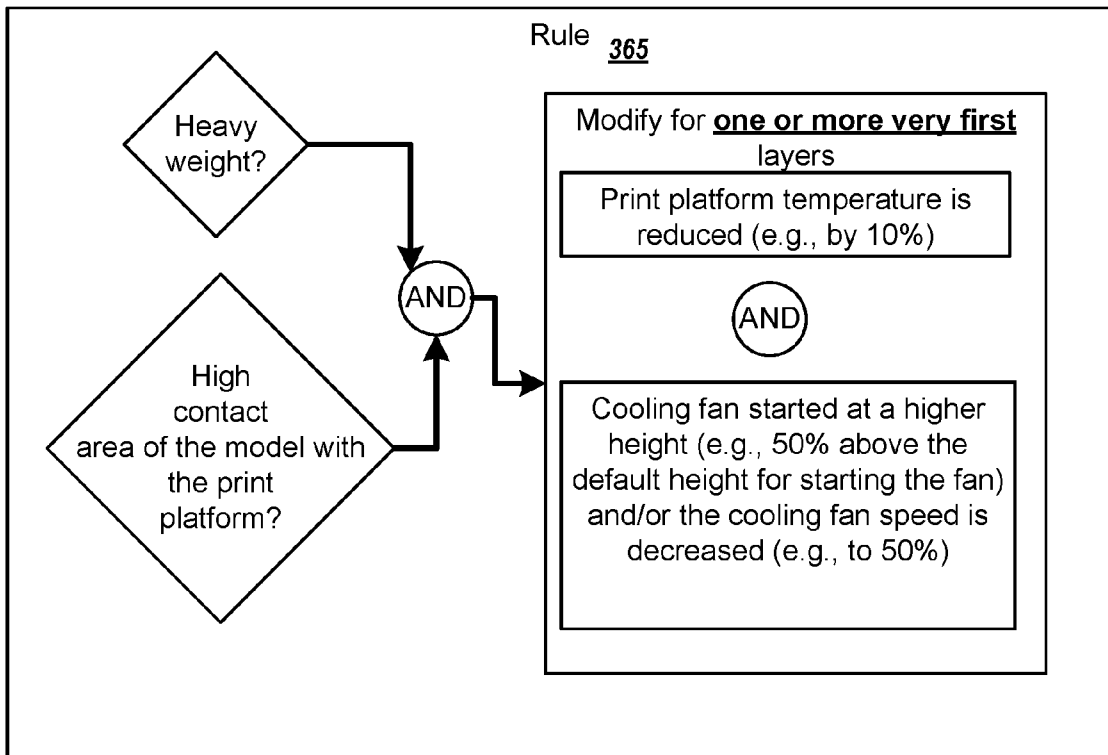 Rule 365
Heavy
weight?
AND
High
contact
area of the model with
the print
platform?
Modify for one or more very first
layers
Print platform temperature is
reduced (e.g., by 10%)
AND
Cooling fan started at a higher
height (e.g., 50% above the
default height for starting the fan)
and/or the cooling fan speed is
decreased (e.g., to 50%)